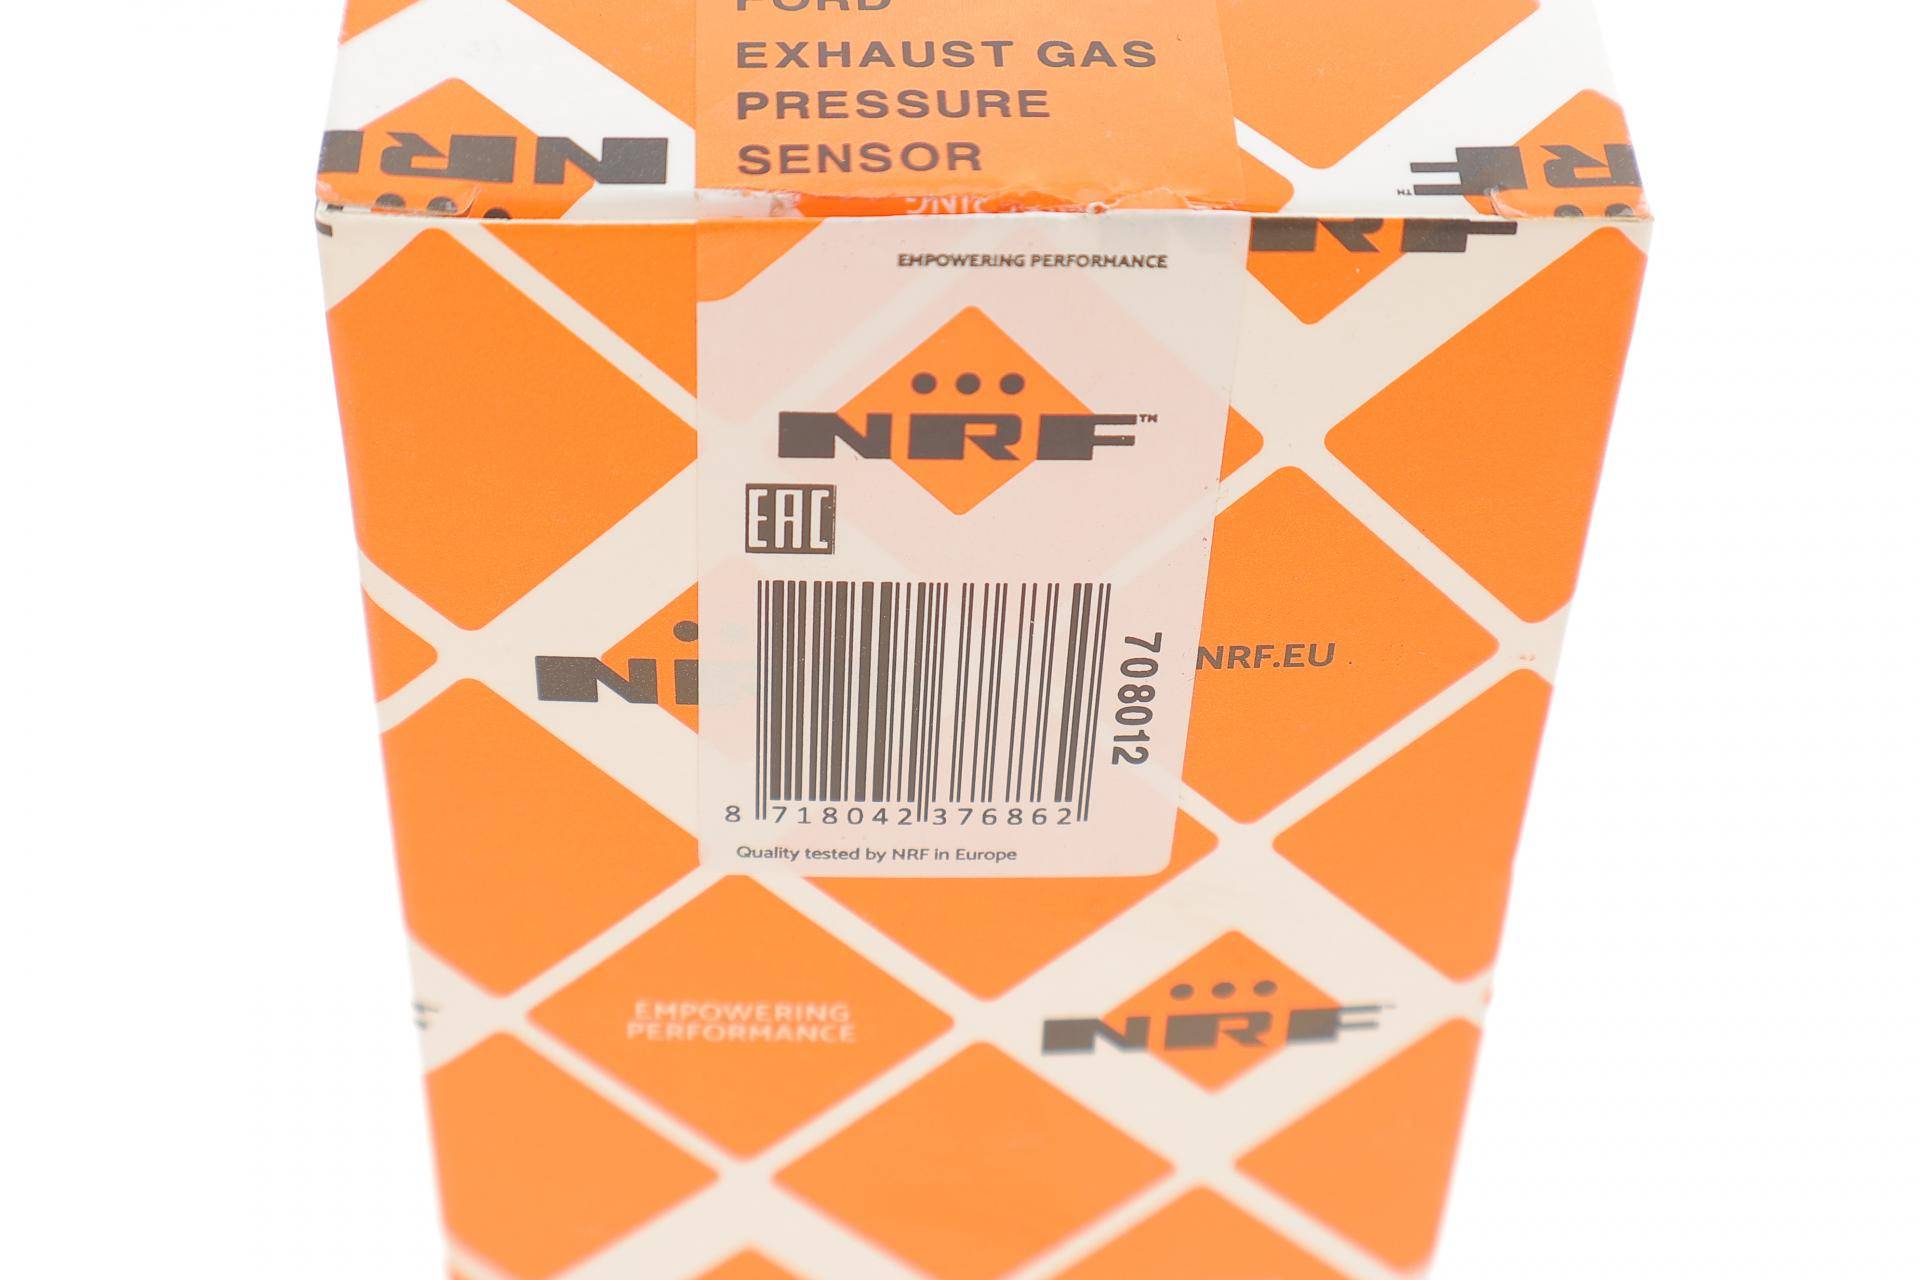 FORD
EXHAUST GAS
PRESSURE
SENSOR
NRF
EMPOWERING PERFORMANCE
NRF™
EAC
708012
8 718042 376862
Quality tested by NRF in Europe
NRF.EU
EMPOWERING
PERFORMANCE
NRF